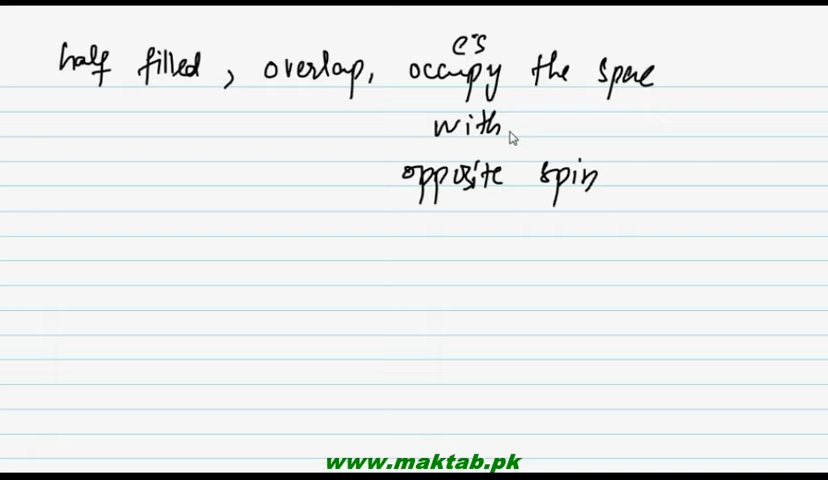 e's
half filled, overlap, occupy the space
with
opposite spin
www.maktab.pk